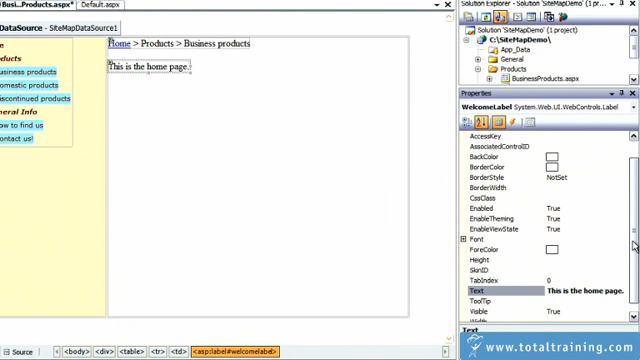 Busi...Products.aspx* Default.aspx
DataSource - SiteMapDataSource1
Home > Products > Business products
This is the home page.
usiness products
omestic products
iscontinued products
eneral Info
ow to find us
ontact us!
Source <body> <div> <table> <tr> <td> <asp:label#welcomelabel>
Solution Explorer - Solution 'SiteMapDemo' (1 project)
Solution 'SiteMapDemo' (1 project)
C:\SiteMapDemo\
App_Data
General
Products
BusinessProducts.aspx
Properties
WelcomeLabel System.Web.UI.WebControls.Label
AccessKey
AssociatedControlID
BackColor
BorderColor
BorderStyle NotSet
BorderWidth
CssClass
Enabled True
EnableTheming True
EnableViewState True
Font
ForeColor
Height
SkinID
TabIndex 0
Text This is the home page.
ToolTip
Visible True
Width
Text
www.totaltraining.com